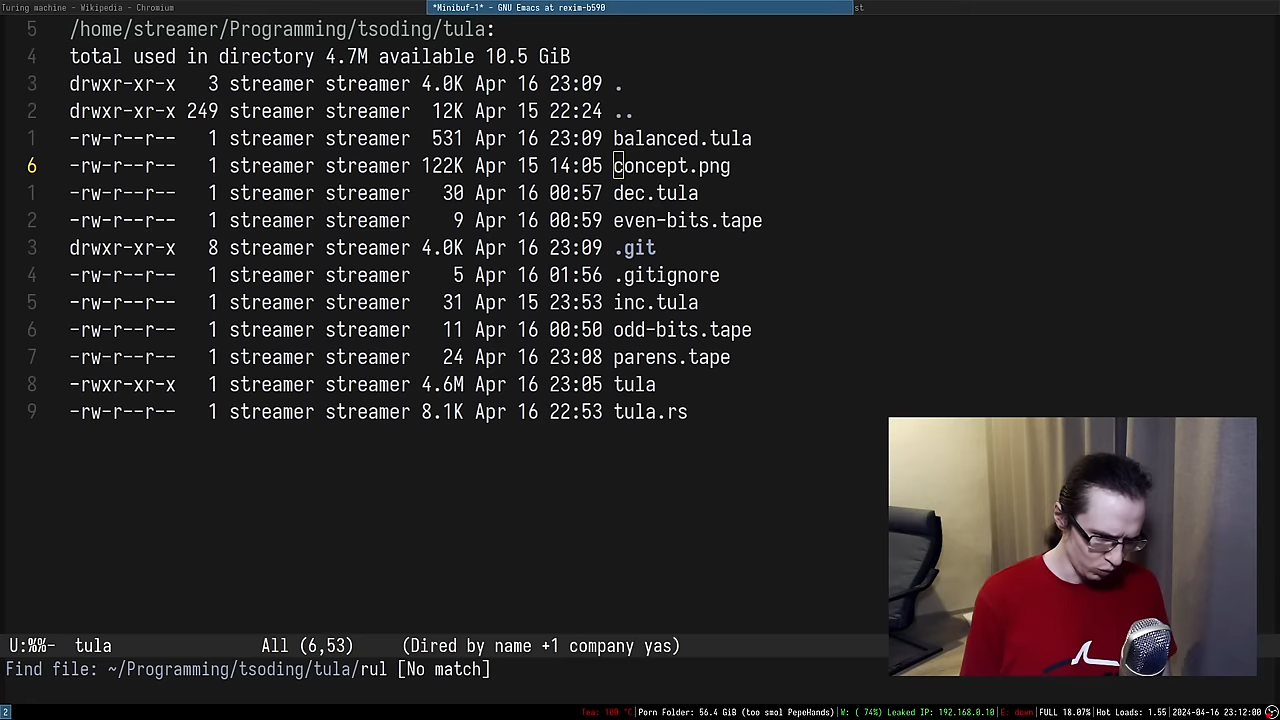 Turing machine - Wikipedia - Chromium
*Minibuf-1* - GNU Emacs at rexim-b590
st
5 /home/streamer/Programming/tsoding/tula:
4 total used in directory 4.7M available 10.5 GiB
3 drwxr-xr-x 3 streamer streamer 4.0K Apr 16 23:09 .
2 drwxr-xr-x 249 streamer streamer 12K Apr 15 22:24 ..
1 -rw-r--r-- 1 streamer streamer 531 Apr 16 23:09 balanced.tula
6 -rw-r--r-- 1 streamer streamer 122K Apr 15 14:05 concept.png
1 -rw-r--r-- 1 streamer streamer 30 Apr 16 00:57 dec.tula
2 -rw-r--r-- 1 streamer streamer 9 Apr 16 00:59 even-bits.tape
3 drwxr-xr-x 8 streamer streamer 4.0K Apr 16 23:09 .git
4 -rw-r--r-- 1 streamer streamer 5 Apr 16 01:56 .gitignore
5 -rw-r--r-- 1 streamer streamer 31 Apr 15 23:53 inc.tula
6 -rw-r--r-- 1 streamer streamer 11 Apr 16 00:50 odd-bits.tape
7 -rw-r--r-- 1 streamer streamer 24 Apr 16 23:08 parens.tape
8 -rwxr-xr-x 1 streamer streamer 4.6M Apr 16 23:05 tula
9 -rw-r--r-- 1 streamer streamer 8.1K Apr 16 22:53 tula.rs
U:%%- tula All (6,53) (Dired by name +1 company yas)
Find file: ~/Programming/tsoding/tula/rul [No match]
2 Tea: 100 °C|Porn Folder: 56.4 GiB (too smol PepeHands)|W: ( 74%) Leaked IP: 192.168.0.10|E: down|FULL 18.07%|Hot Loads: 1.55|2024-04-16 23:12:00